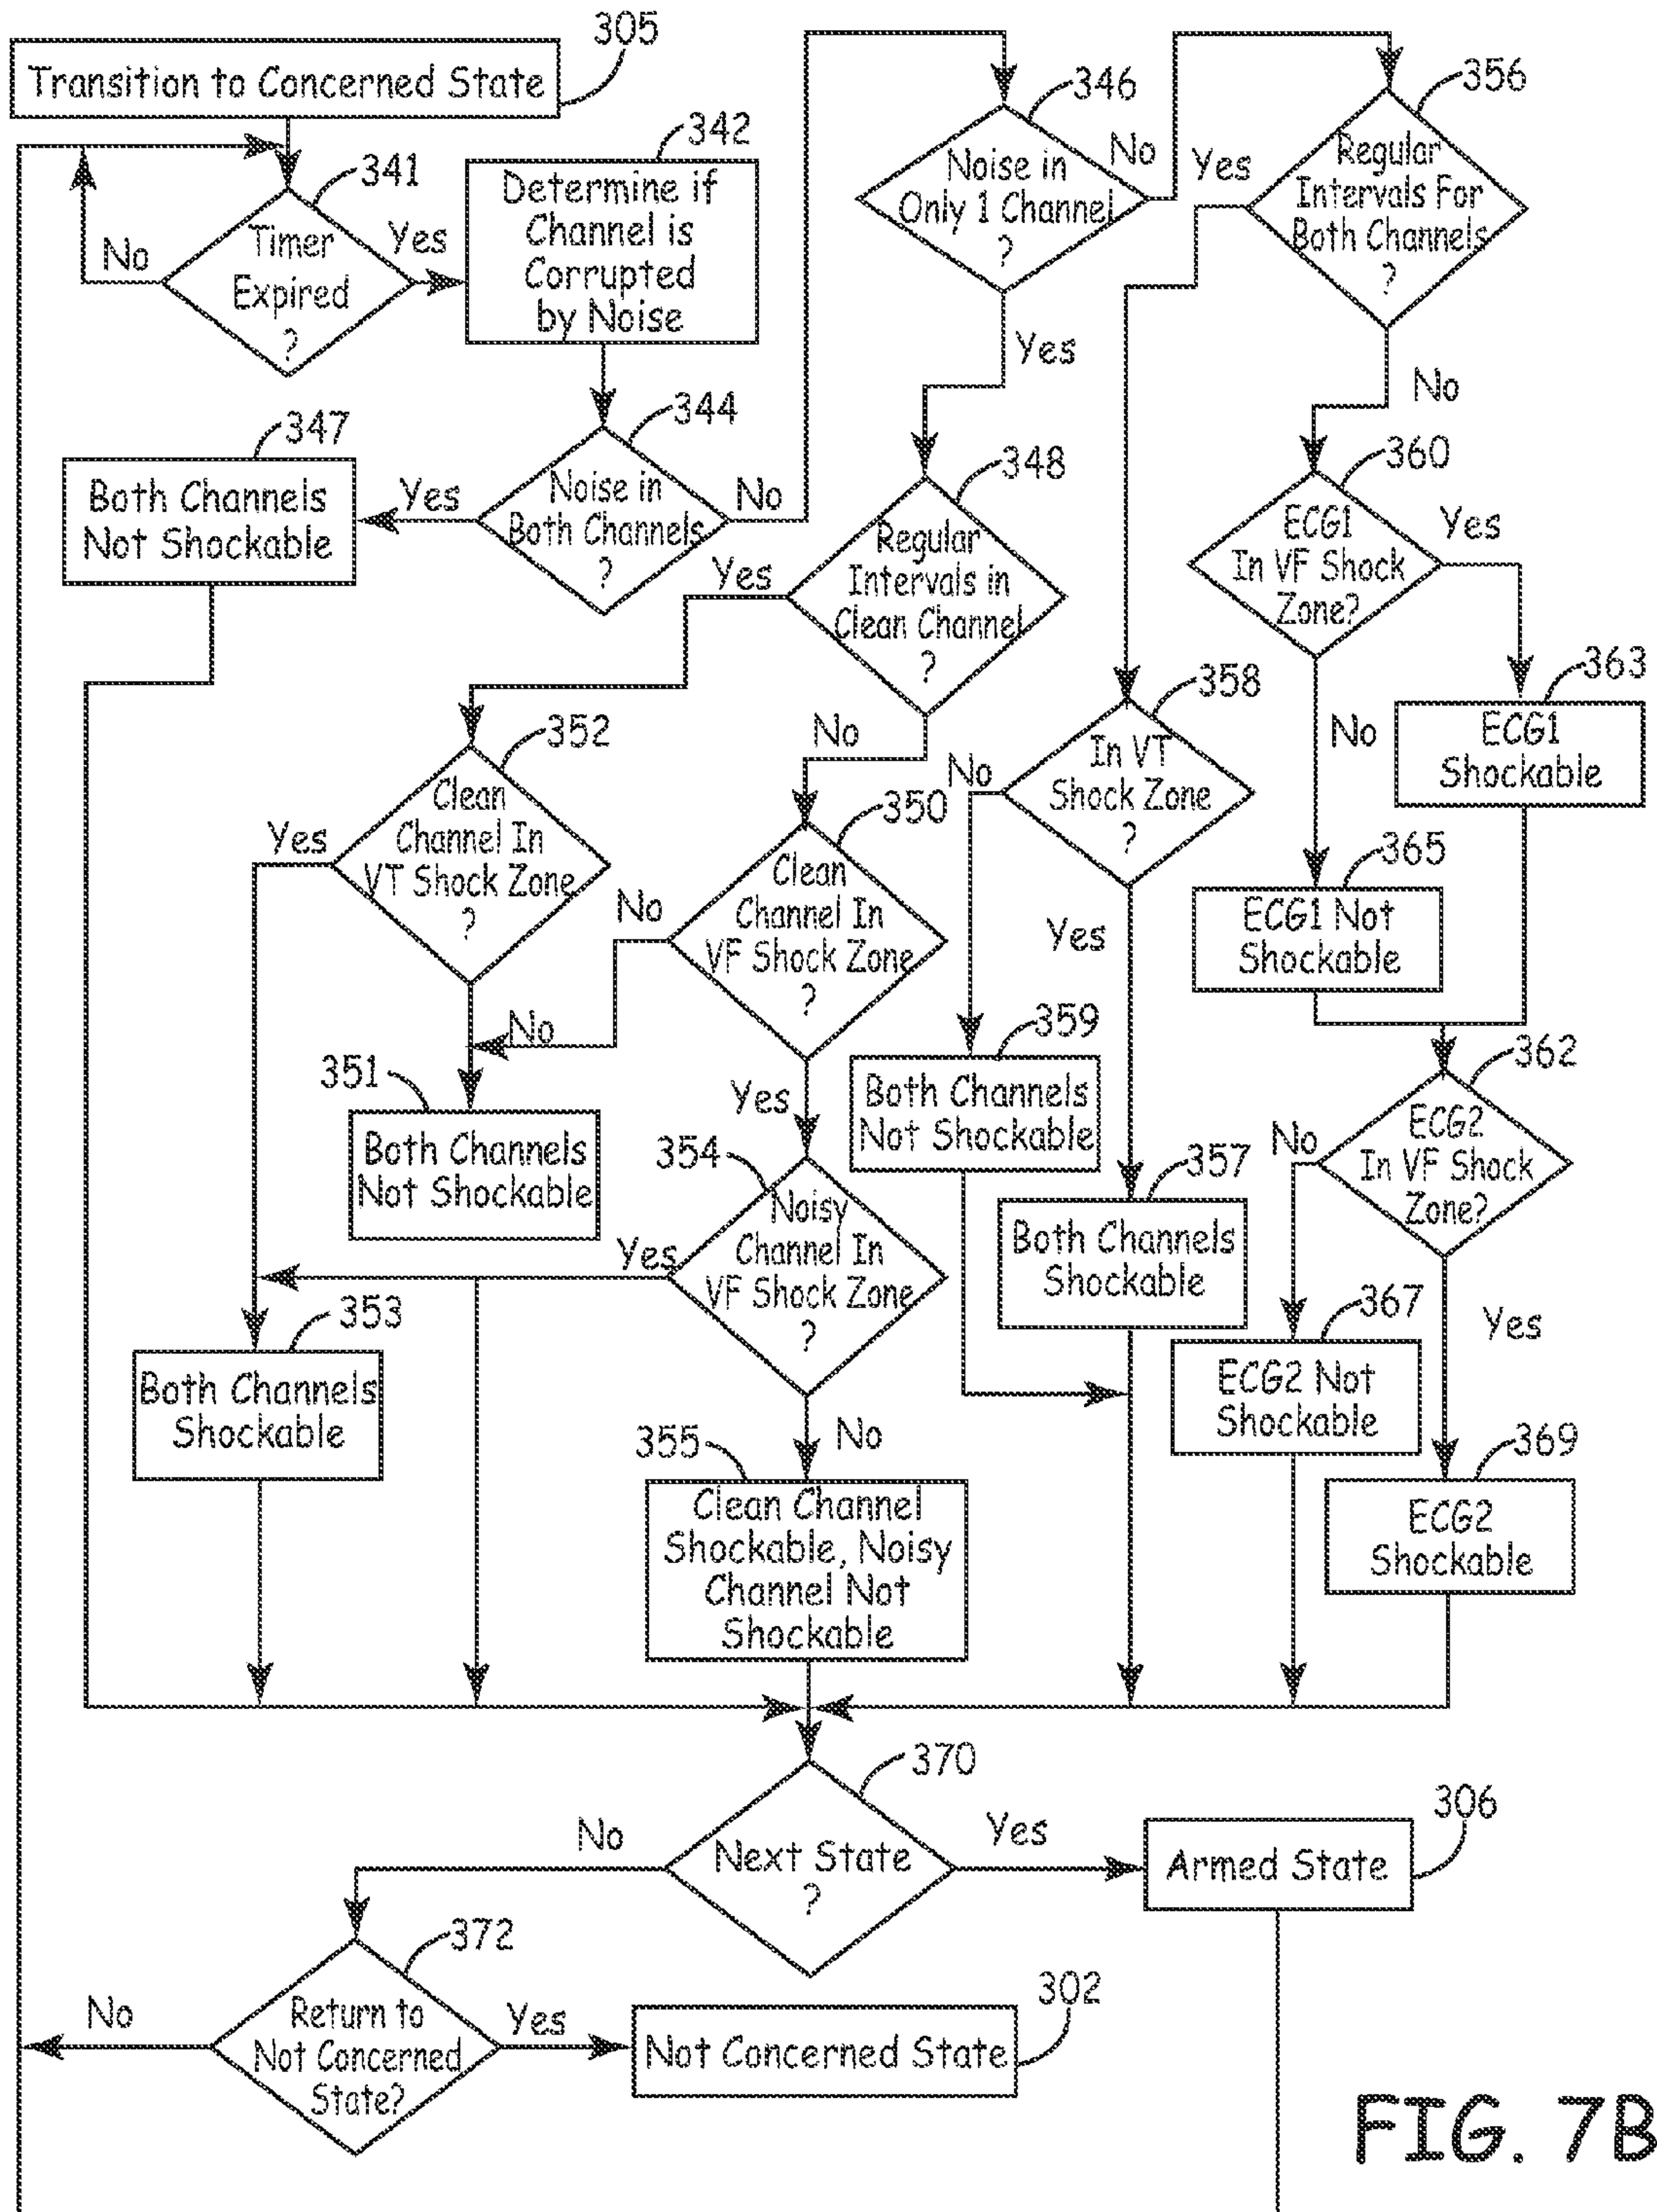 Transition to Concerned State
305
341
Timer
Expired
?
No
Yes
342
Determine if
Channel is
Corrupted
by Noise
344
Noise in
Both Channels
?
Yes
No
347
Both Channels
Not Shockable
346
Noise in
Only 1 Channel
?
No
Yes
356
Regular
Intervals For
Both Channels
?
Yes
No
348
Regular
Intervals in
Clean Channel
?
Yes
No
360
ECG1
In VF Shock
Zone?
Yes
No
363
ECG1
Shockable
352
Clean
Channel In
VT Shock Zone
?
Yes
No
350
Clean
Channel In
VF Shock Zone
?
No
Yes
358
In VT
Shock Zone
?
No
Yes
365
ECG1 Not
Shockable
351
Both Channels
Not Shockable
359
Both Channels
Not Shockable
362
ECG2
In VF Shock
Zone?
No
Yes
354
Noisy
Channel In
VF Shock Zone
?
Yes
No
357
Both Channels
Shockable
353
Both Channels
Shockable
367
ECG2 Not
Shockable
369
ECG2
Shockable
355
Clean Channel
Shockable, Noisy
Channel Not
Shockable
370
Next State
?
No
Yes
306
Armed State
372
Return to
Not Concerned
State?
No
Yes
302
Not Concerned State
FIG. 7B